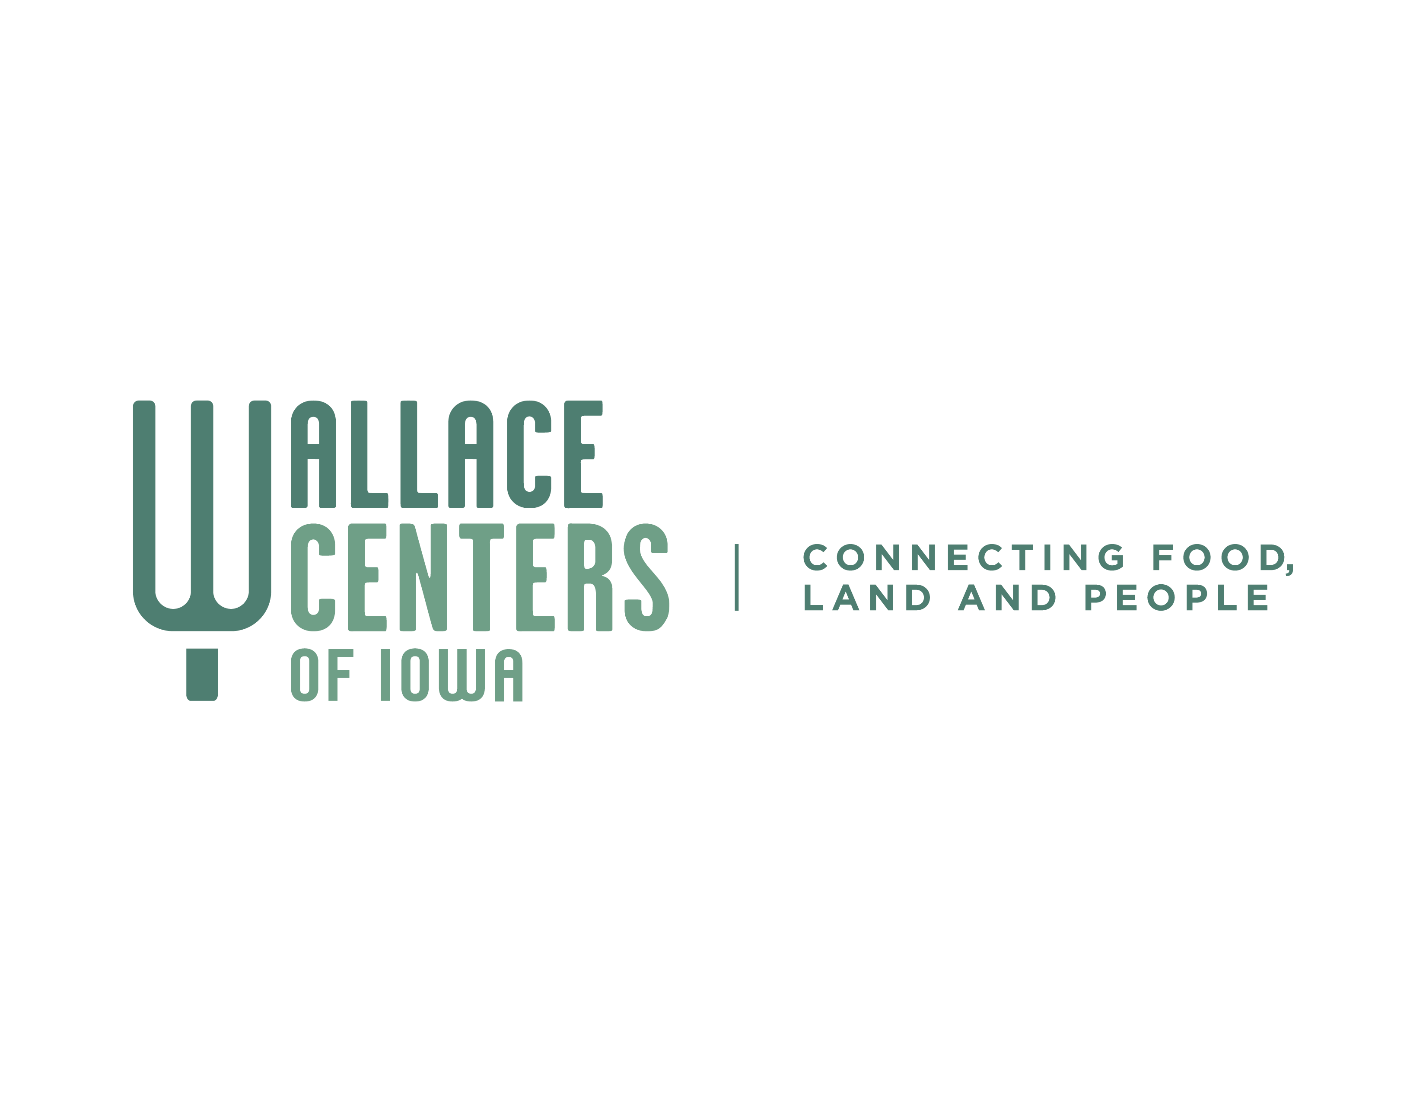 WALLACE
CENTERS
OF IOWA
CONNECTING FOOD,
LAND AND PEOPLE